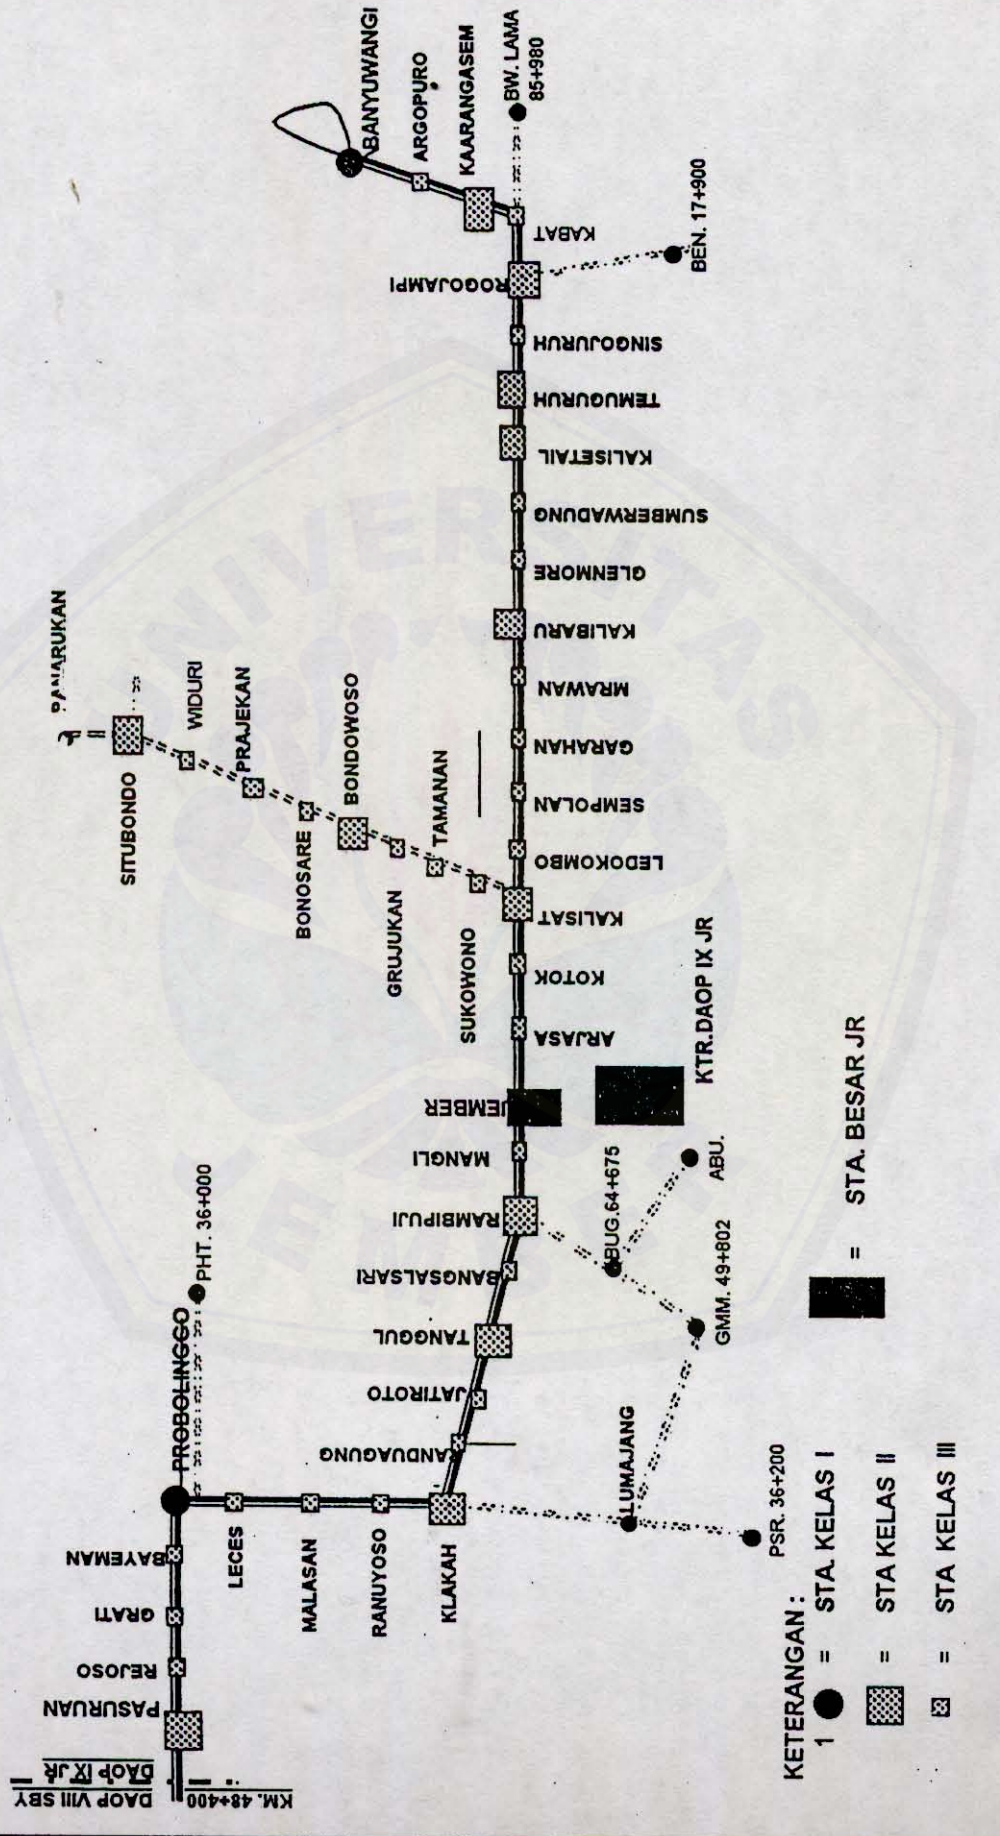 DAOP VIII SBY
DAOP IX JR
KM. 48+400
PASURUAN
REJOSO
GRATI
BAYEMAN
PROBOLINGGO
PHT. 36+000
LECES
MALASAN
RANUYOSO
KLAKAH
RANDUAGUNG
JATIROTO
TANGGUL
BANGSALSARI
RAMBIPUJI
MANGLI
JEMBER
ARJASA
KOTOK
KALISAT
LEDOKOMBO
SEMPOLAN
GARAHAN
MRAWAN
KALIBARU
GLENMORE
SUMBERWADUNG
KALISETAIL
TEMUGURUH
SINGOJURUH
ROGOJAMPI
KABAT
KAARANGASEM
ARGOPURO
BANYUWANGI
BW. LAMA
85+980
BEN. 17+900
SUKOWONO
TAMANAN
GRUJUKAN
BONDOWOSO
BONOSARE
PRAJEKAN
WIDURI
SITUBONDO
PANARUKAN
LUMAJANG
PSR. 36+200
GMM. 49+802
BUG.64+675
ABU.
KTR.DAOP IX JR
KETERANGAN :
1 = STA. KELAS I
= STA KELAS II
= STA KELAS III
= STA. BESAR JR
UNIVERSITAS
JEMBER